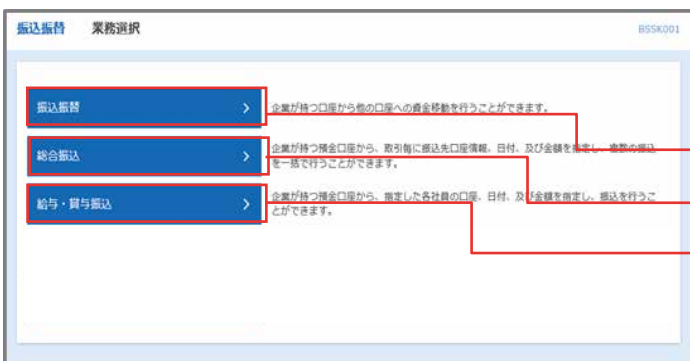 振込振替 業務選択
BSSK001
振込振替
企業が持つ口座から他の口座への資金移動を行うことができます。
総合振込
企業が持つ預金口座から、取引毎に振込先口座情報、日付、及び金額を指定し、複数の振込
を一括で行うことができます。
給与・賞与振込
企業が持つ預金口座から、指定した各社員の口座、日付、及び金額を指定し、振込を行うこ
とができます。